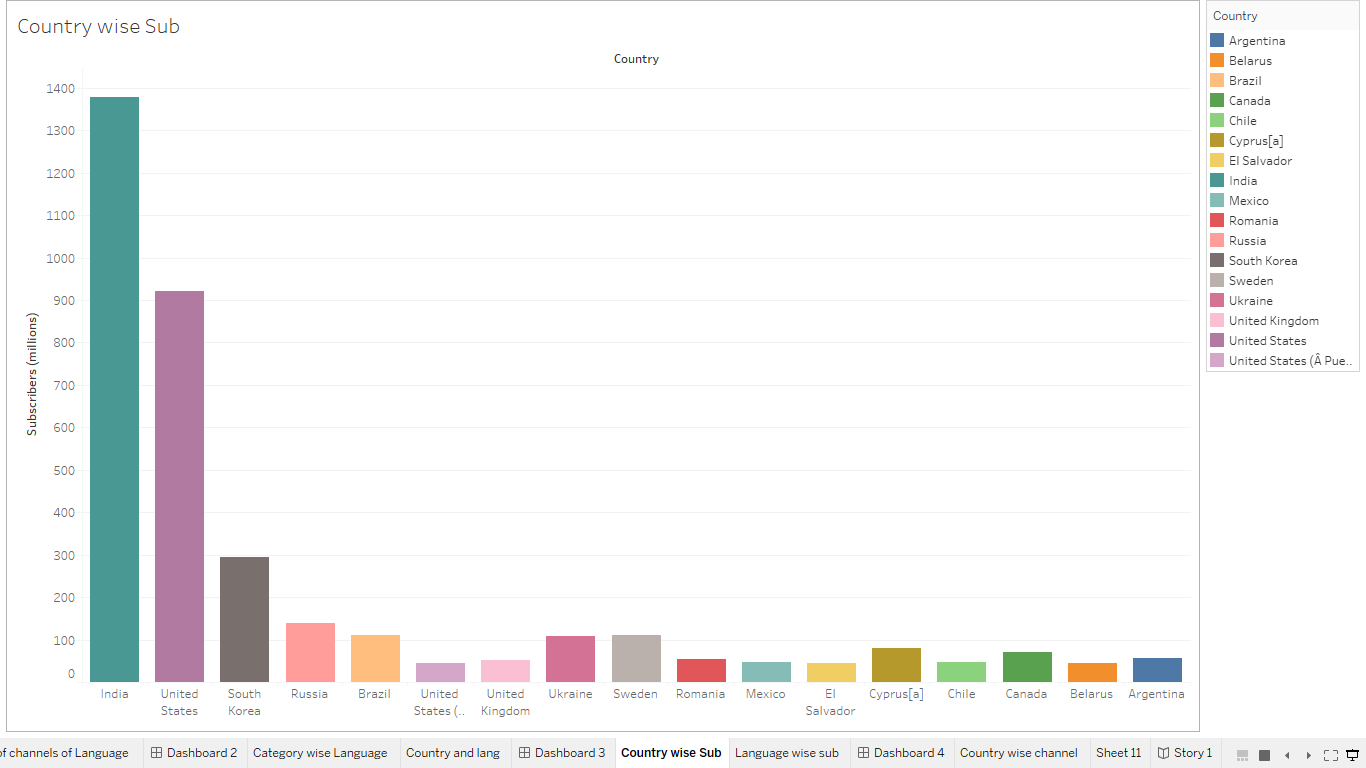 Country wise Sub
Country
Subscribers (millions)
1400
1300
1200
1100
1000
900
800
700
600
500
400
300
200
100
0
India
United
States
South
Korea
Russia
Brazil
United
States (..
United
Kingdom
Ukraine
Sweden
Romania
Mexico
El
Salvador
Cyprus[a]
Chile
Canada
Belarus
Argentina
Country
Argentina
Belarus
Brazil
Canada
Chile
Cyprus[a]
El Salvador
India
Mexico
Romania
Russia
South Korea
Sweden
Ukraine
United Kingdom
United States
United States (Â Pue..
of channels of Language
Dashboard 2
Category wise Language
Country and lang
Dashboard 3
Country wise Sub
Language wise sub
Dashboard 4
Country wise channel
Sheet 11
Story 1